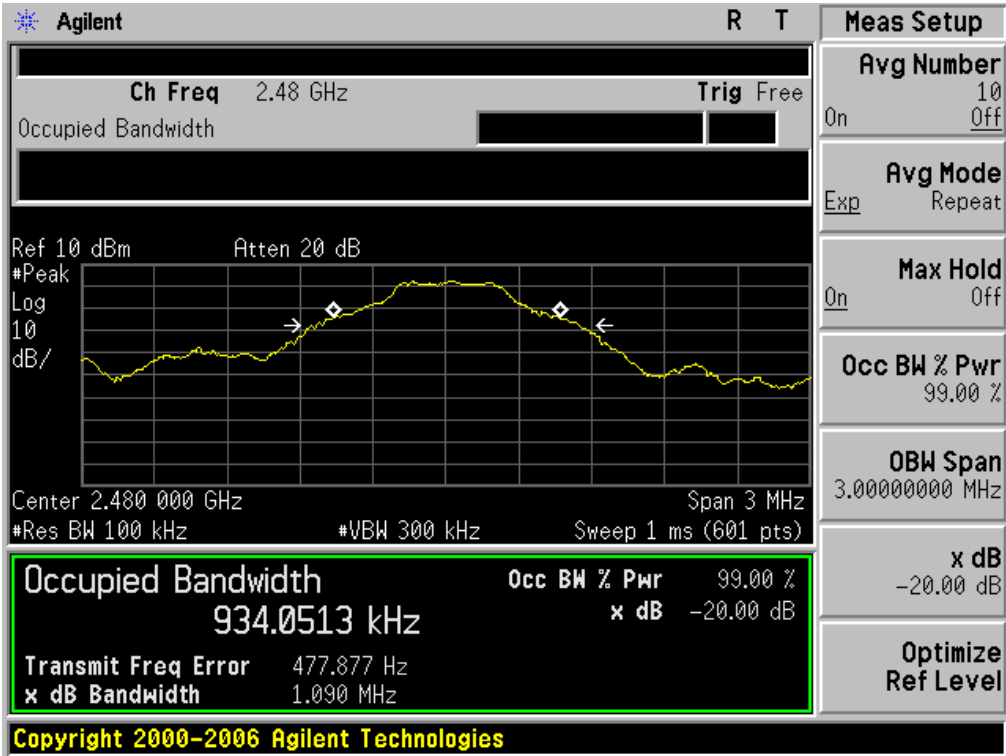 Agilent R T
Ch Freq 2.48 GHz Trig Free
Occupied Bandwidth
Ref 10 dBm Atten 20 dB
#Peak
Log
10
dB/
Center 2.480 000 GHz Span 3 MHz
#Res BW 100 kHz #VBW 300 kHz Sweep 1 ms (601 pts)
Occupied Bandwidth Occ BW % Pwr 99.00 %
934.0513 kHz x dB -20.00 dB
Transmit Freq Error 477.877 Hz
x dB Bandwidth 1.090 MHz
Copyright 2000-2006 Agilent Technologies
Meas Setup
Avg Number
10
On Off
Avg Mode
Exp Repeat
Max Hold
On Off
Occ BW % Pwr
99.00 %
OBW Span
3.00000000 MHz
x dB
-20.00 dB
Optimize
Ref Level